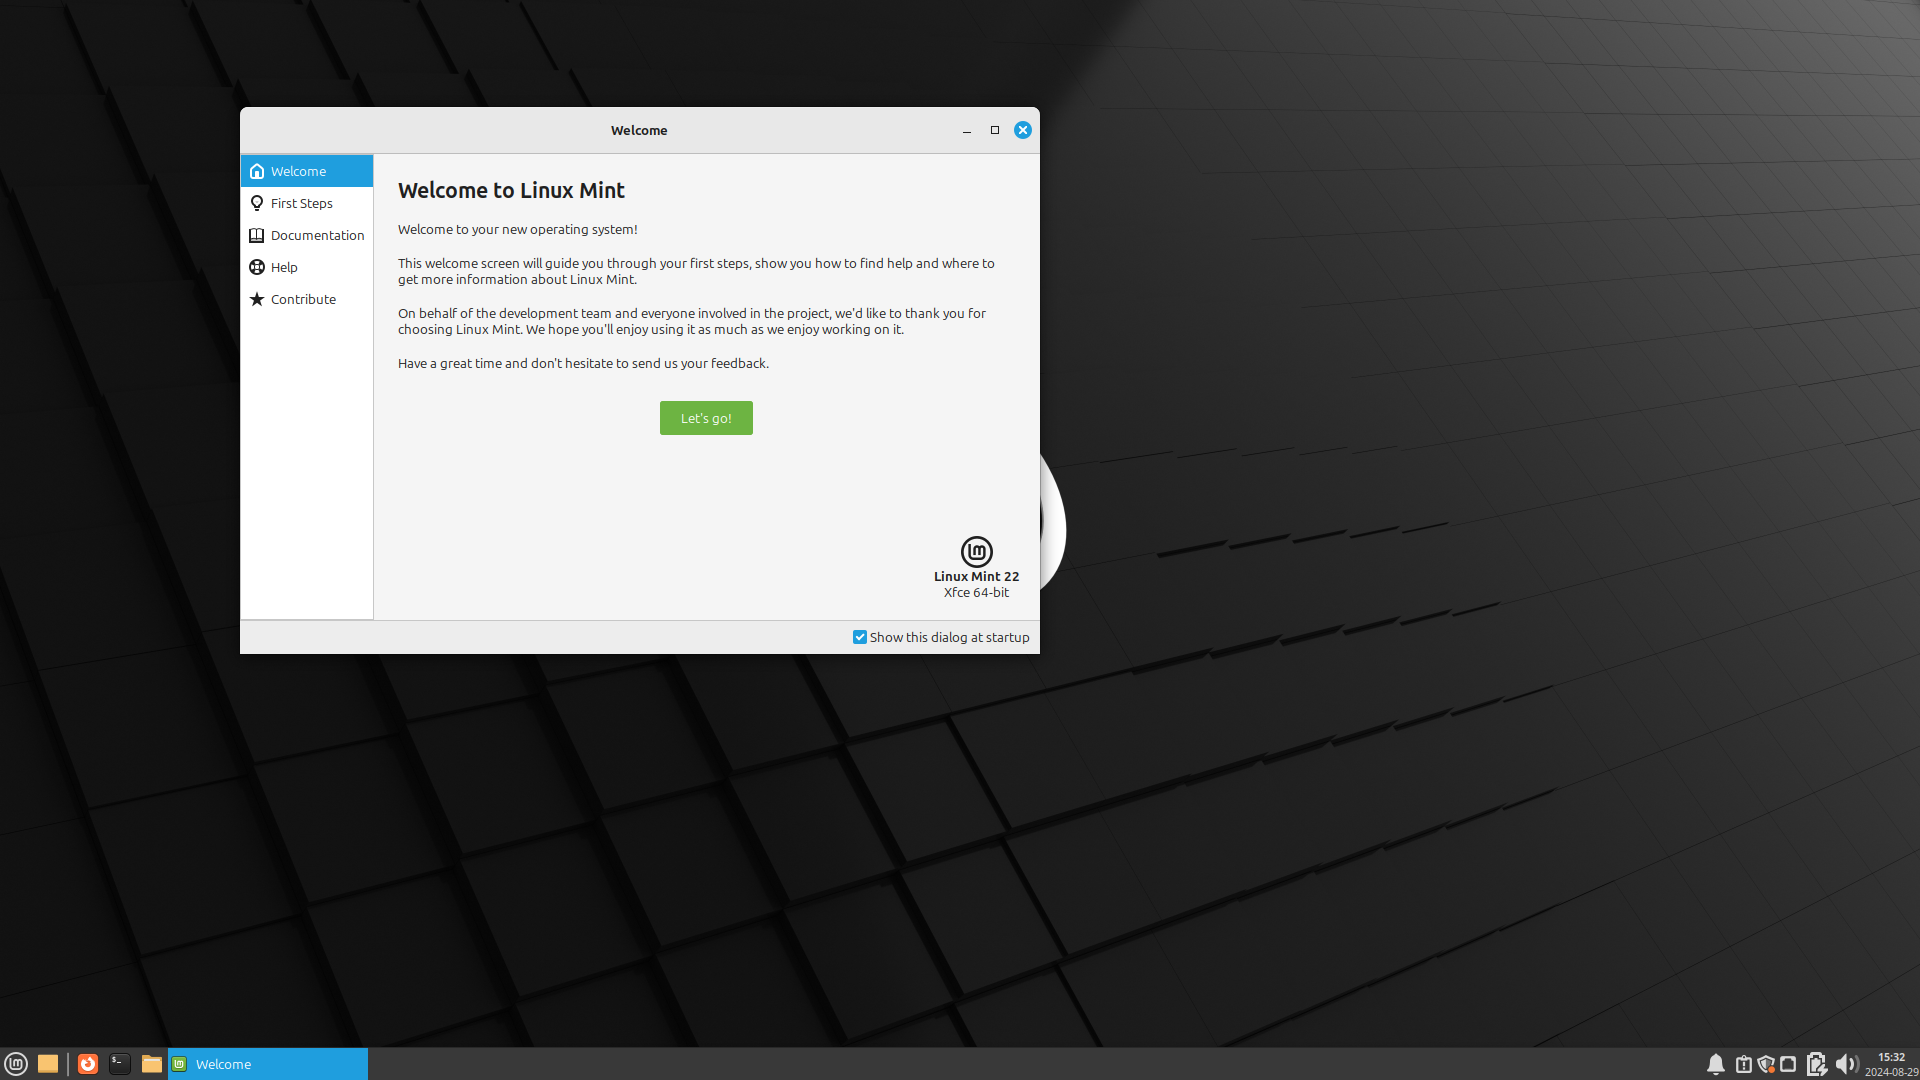 Welcome
Welcome
First Steps
Documentation
Help
Contribute
Welcome to Linux Mint
Welcome to your new operating system!
This welcome screen will guide you through your first steps, show you how to find help and where to
get more information about Linux Mint.
On behalf of the development team and everyone involved in the project, we'd like to thank you for
choosing Linux Mint. We hope you'll enjoy using it as much as we enjoy working on it.
Have a great time and don't hesitate to send us your feedback.
Let's go!
Linux Mint 22
Xfce 64-bit
Show this dialog at startup
Welcome
15:32
2024-08-29